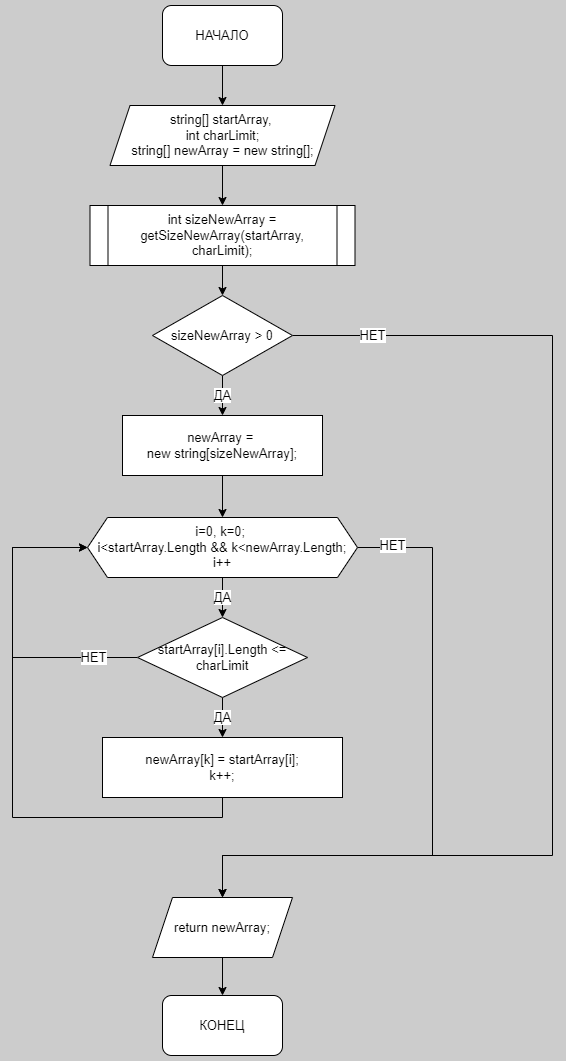 НАЧАЛО
string[] startArray,
int charLimit;
string[] newArray = new string[];
int sizeNewArray =
getSizeNewArray(startArray,
charLimit);
sizeNewArray > 0
НЕТ
ДА
newArray =
new string[sizeNewArray];
i=0, k=0;
i<startArray.Length && k<newArray.Length;
i++
НЕТ
ДА
startArray[i].Length <=
charLimit
НЕТ
ДА
newArray[k] = startArray[i];
k++;
return newArray;
КОНЕЦ